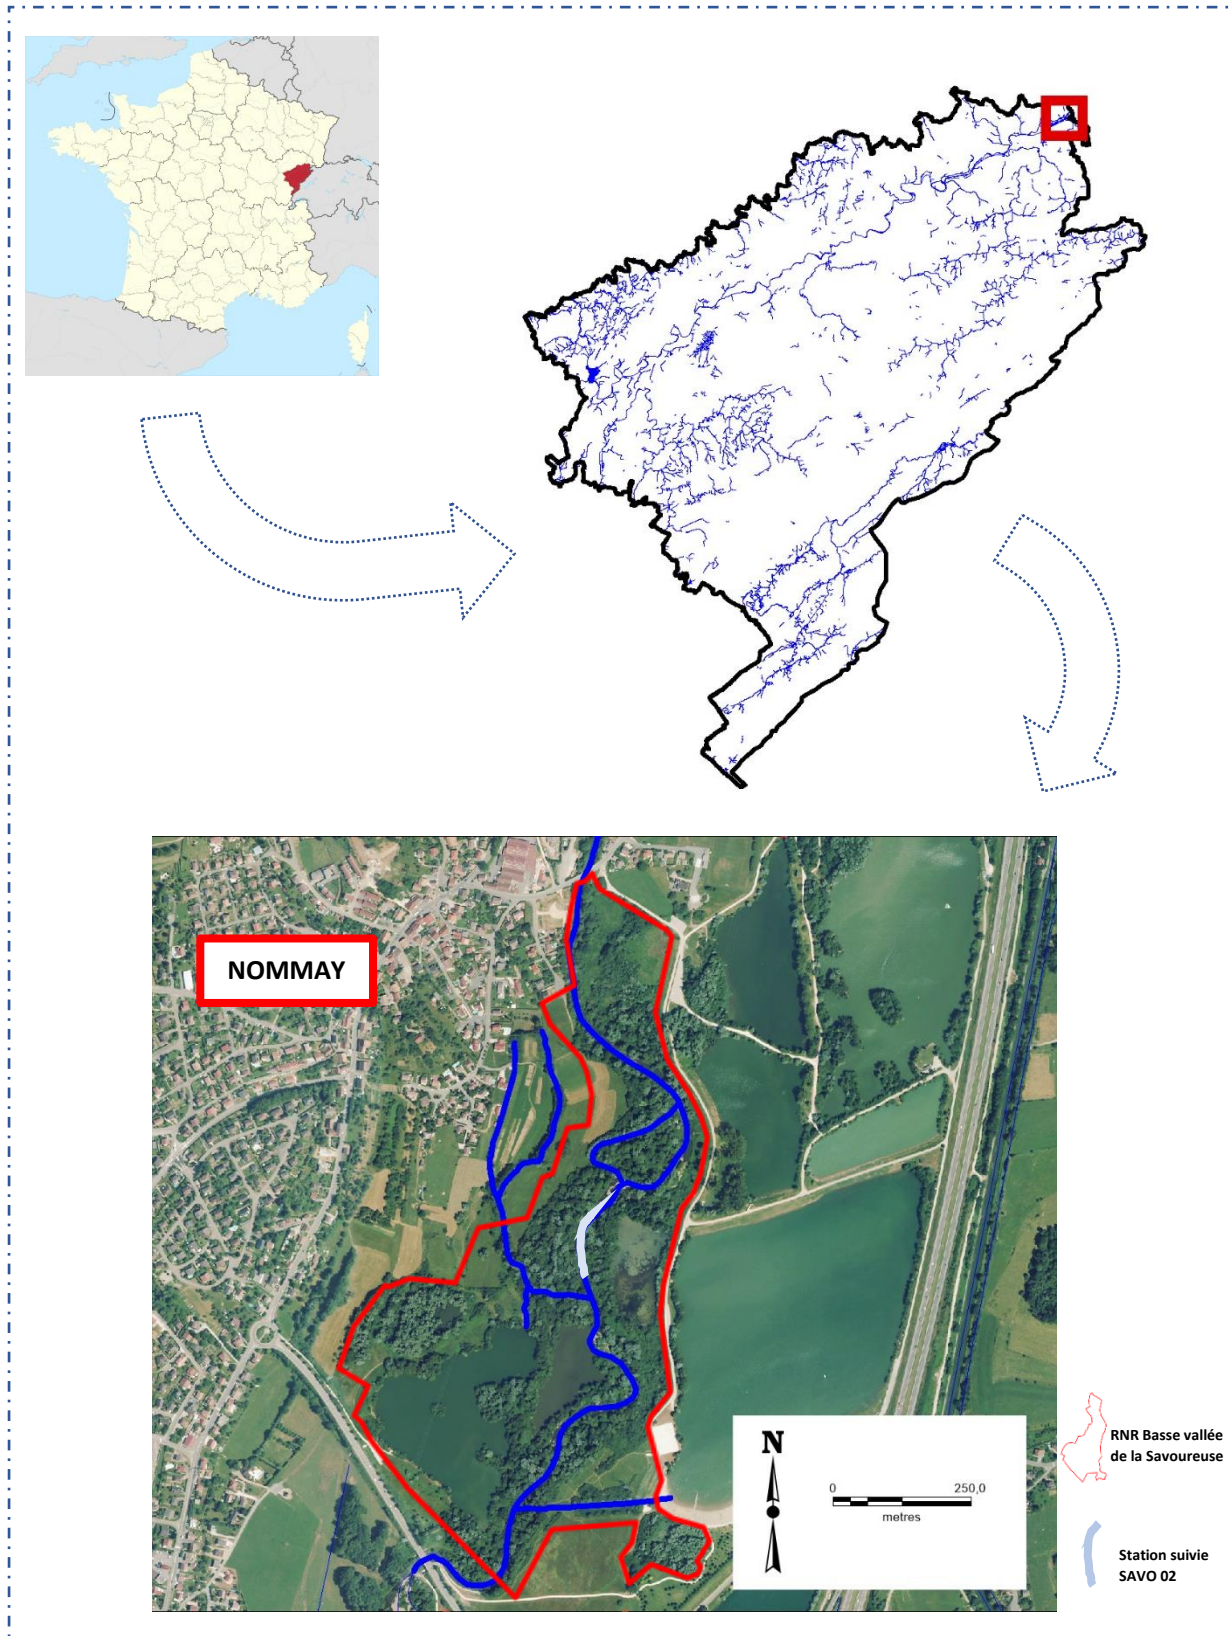 NOMMAY
N
0 250,0
metres
RNR Basse vallée
de la Savoureuse
Station suivie
SAVO 02